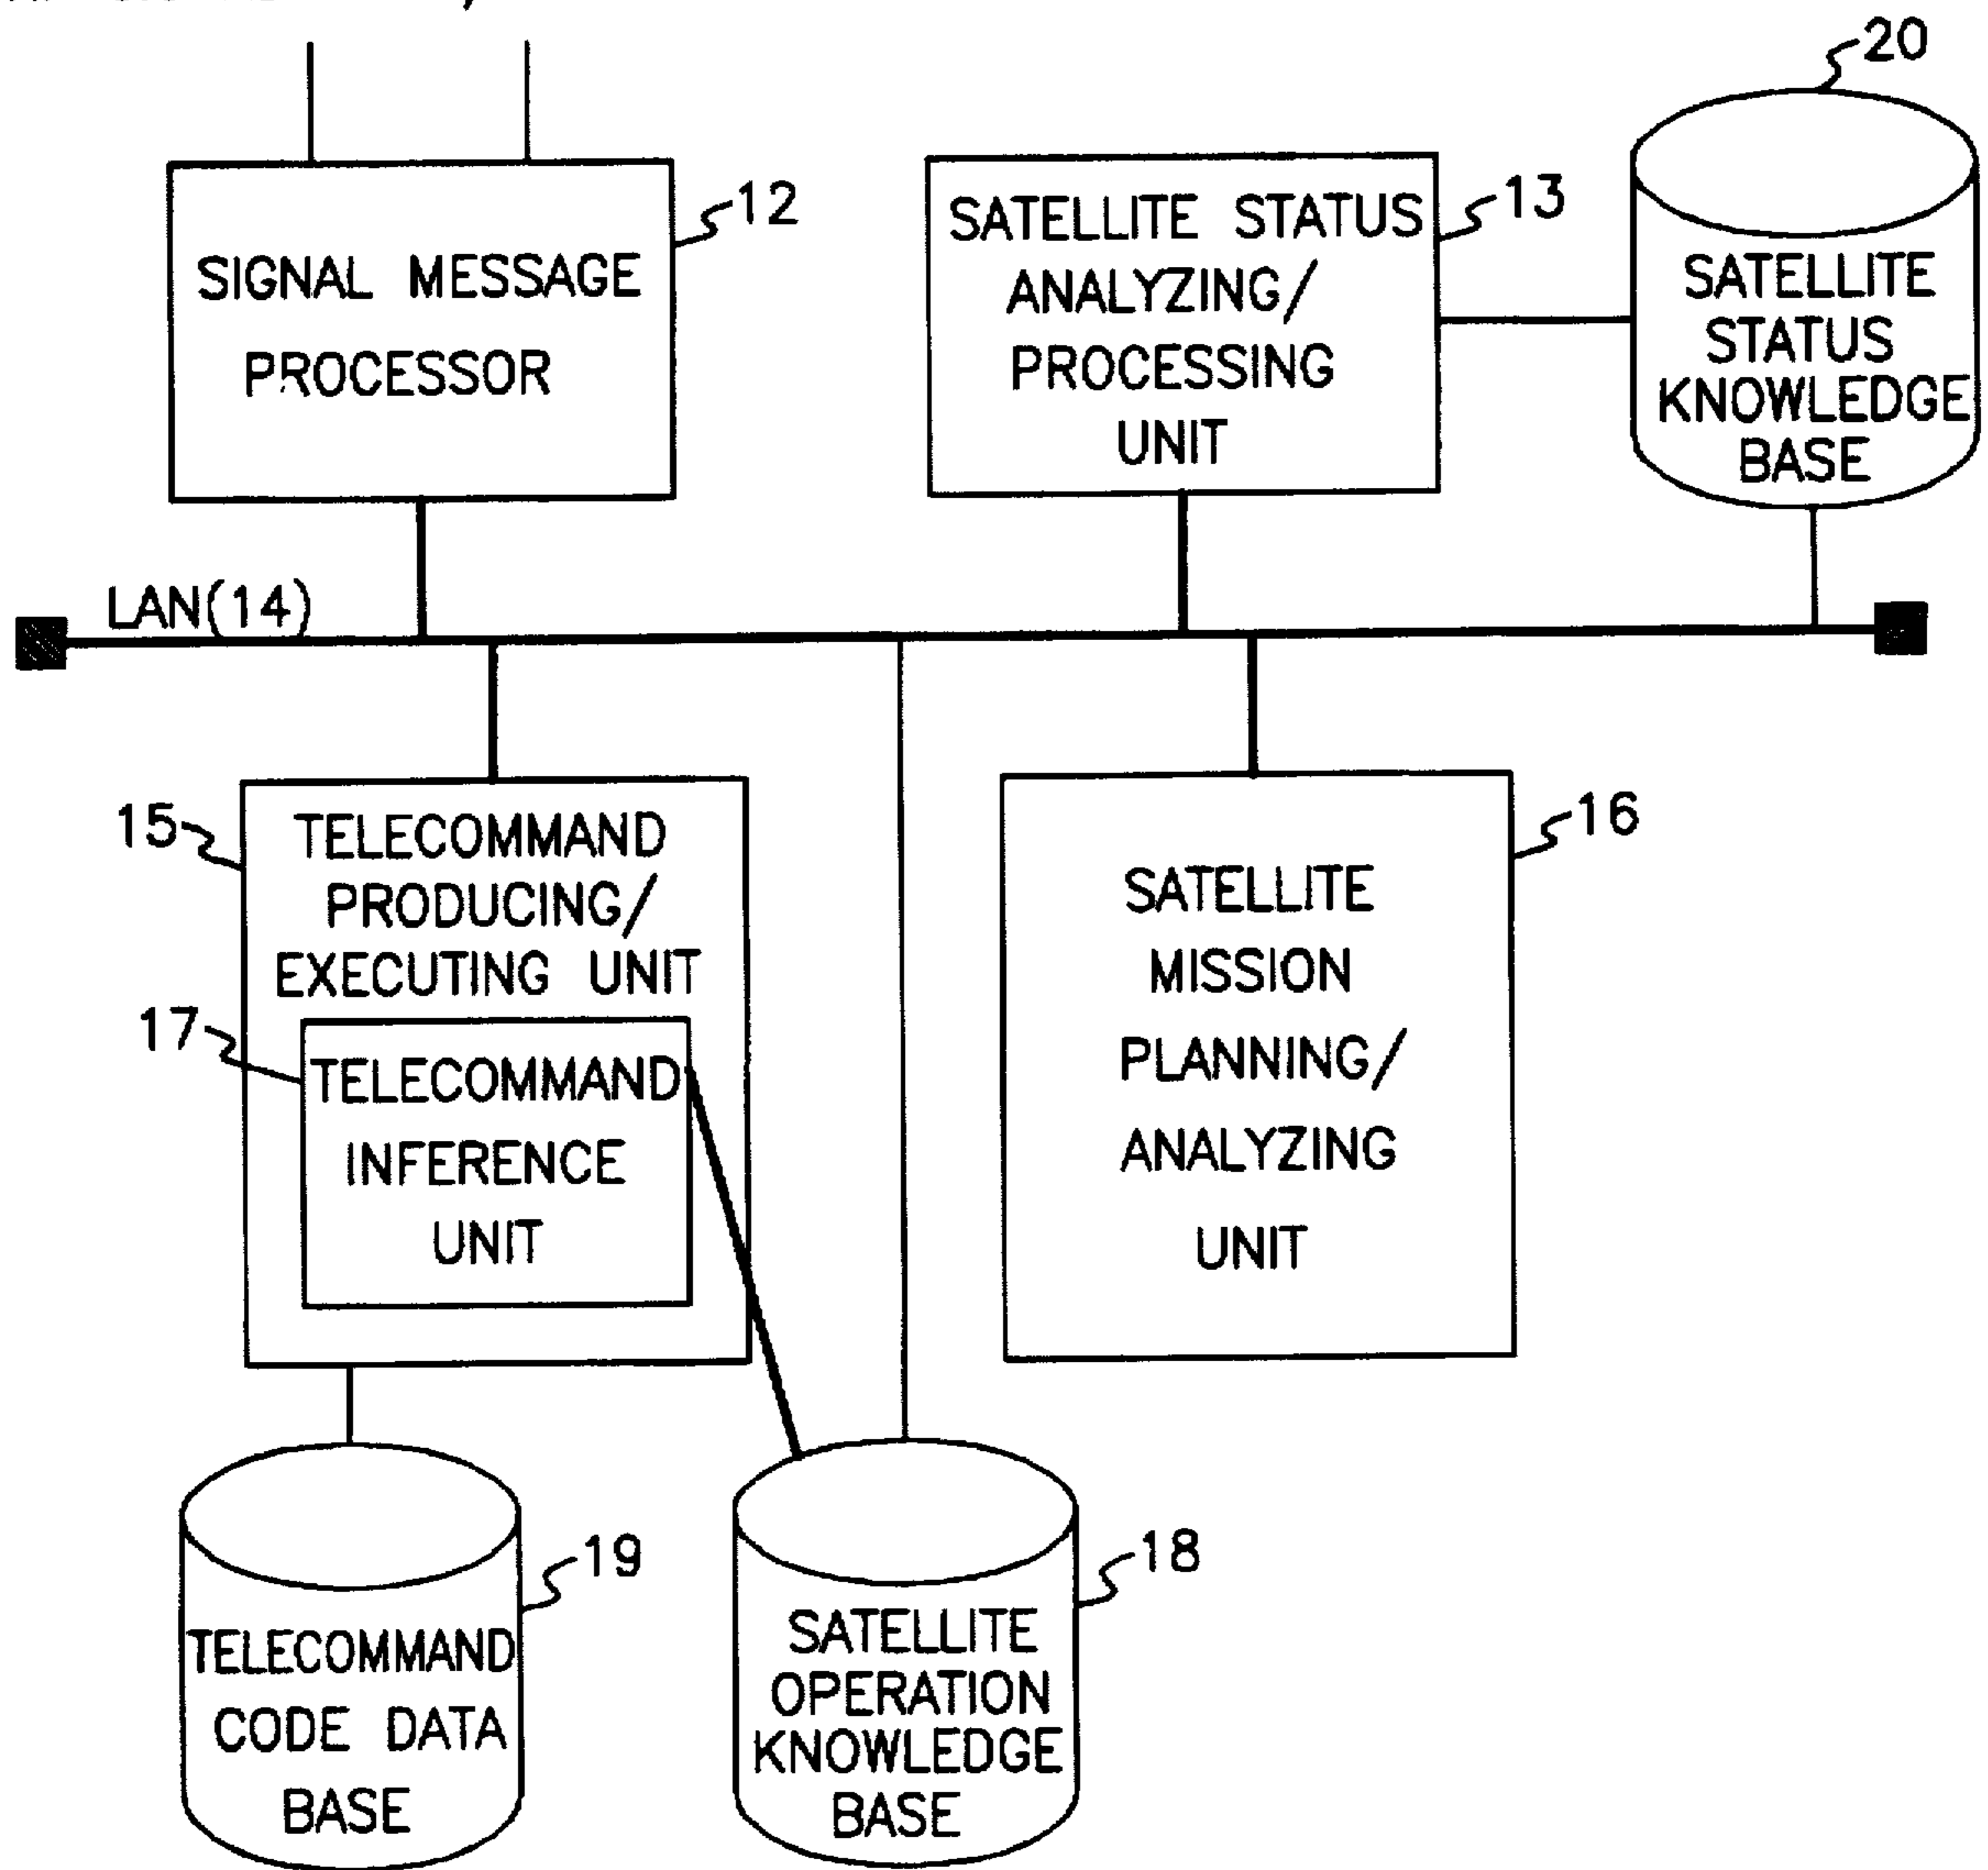 20
12
SIGNAL MESSAGE
PROCESSOR
13
SATELLITE STATUS
ANALYZING/
PROCESSING
UNIT
SATELLITE
STATUS
KNOWLEDGE
BASE
LAN(14)
15
TELECOMMAND
PRODUCING/
EXECUTING UNIT
17
TELECOMMAND
INFERENCE
UNIT
16
SATELLITE
MISSION
PLANNING/
ANALYZING
UNIT
19
TELECOMMAND
CODE DATA
BASE
18
SATELLITE
OPERATION
KNOWLEDGE
BASE